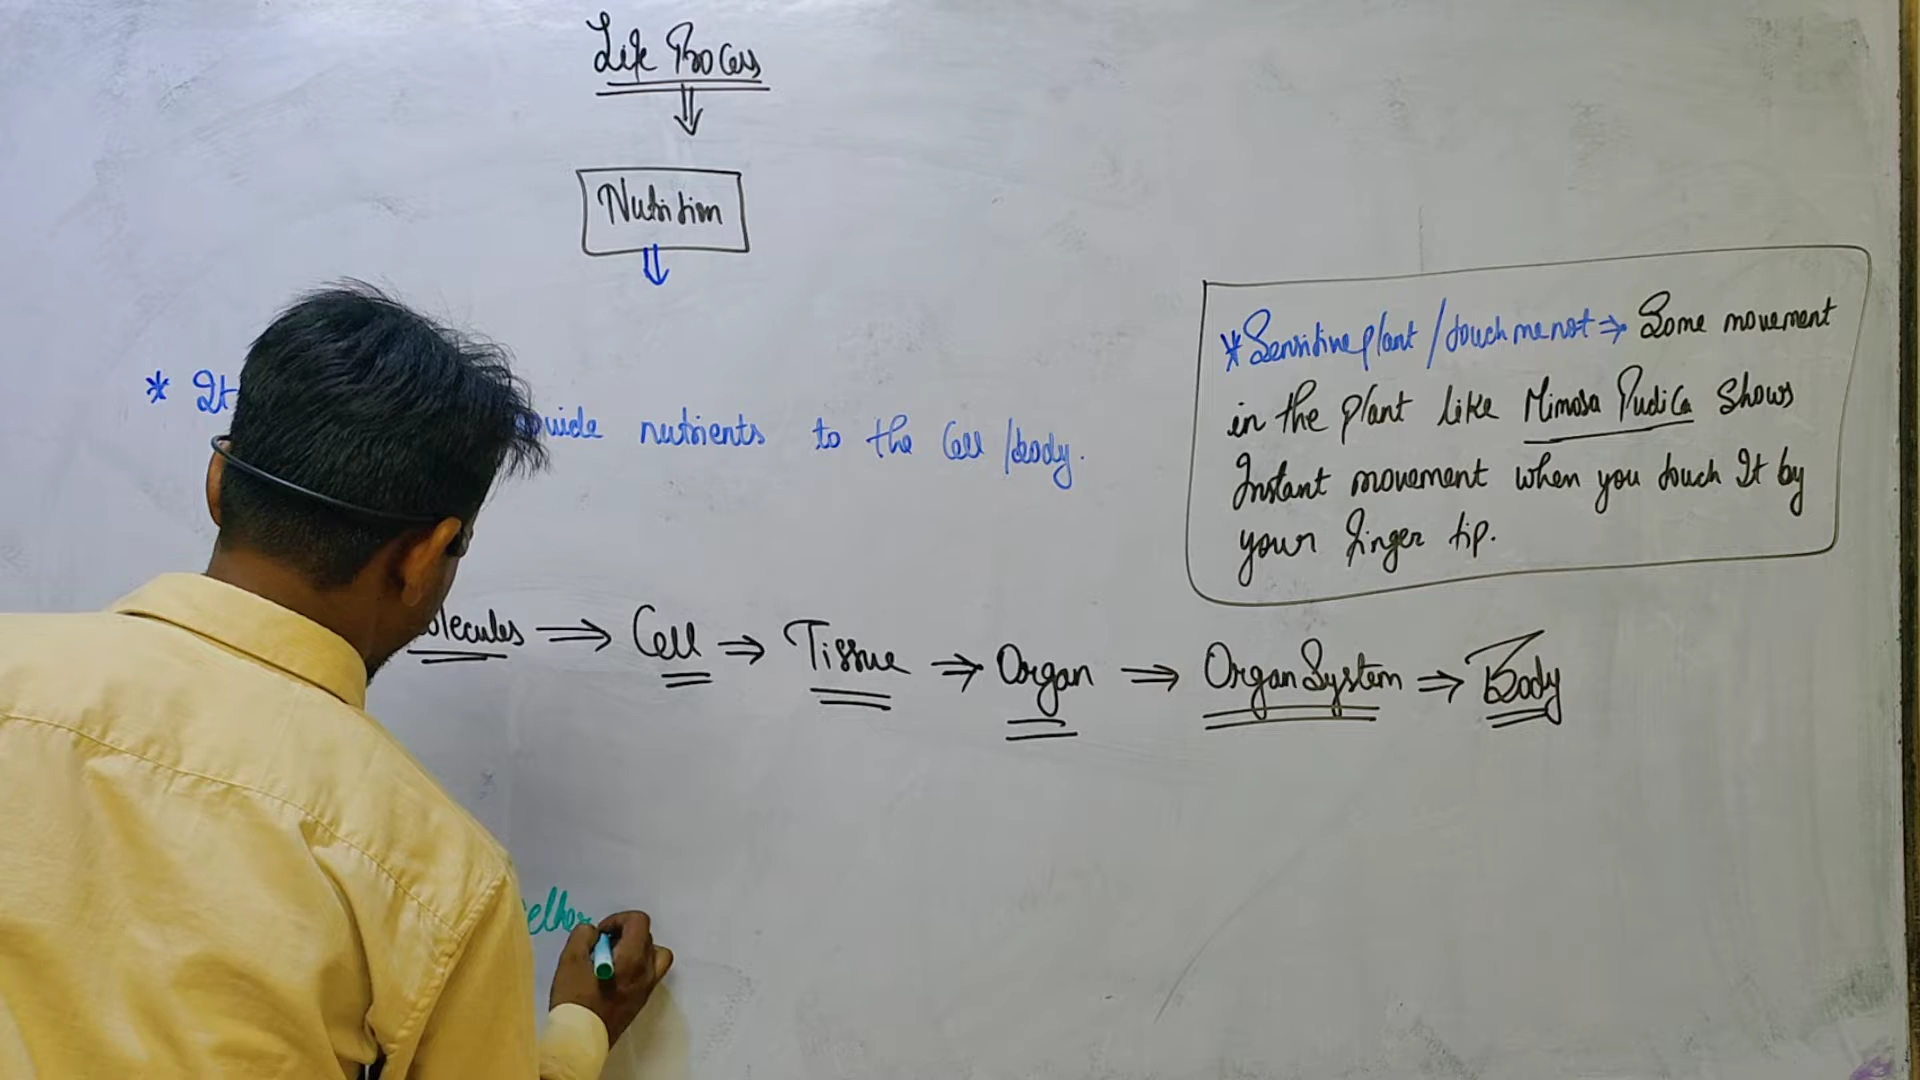 Life Process
Nutrition
* It
nutrients to the Cell / body.
* Sensitive plant / touch me not ⇒ Some movement
in the plant like Mimosa Pudica Shows
Instant movement when you touch It by
your finger tip.
olecules ⇒ Cell ⇒ Tissue ⇒ Organ ⇒ Organ System ⇒ Body